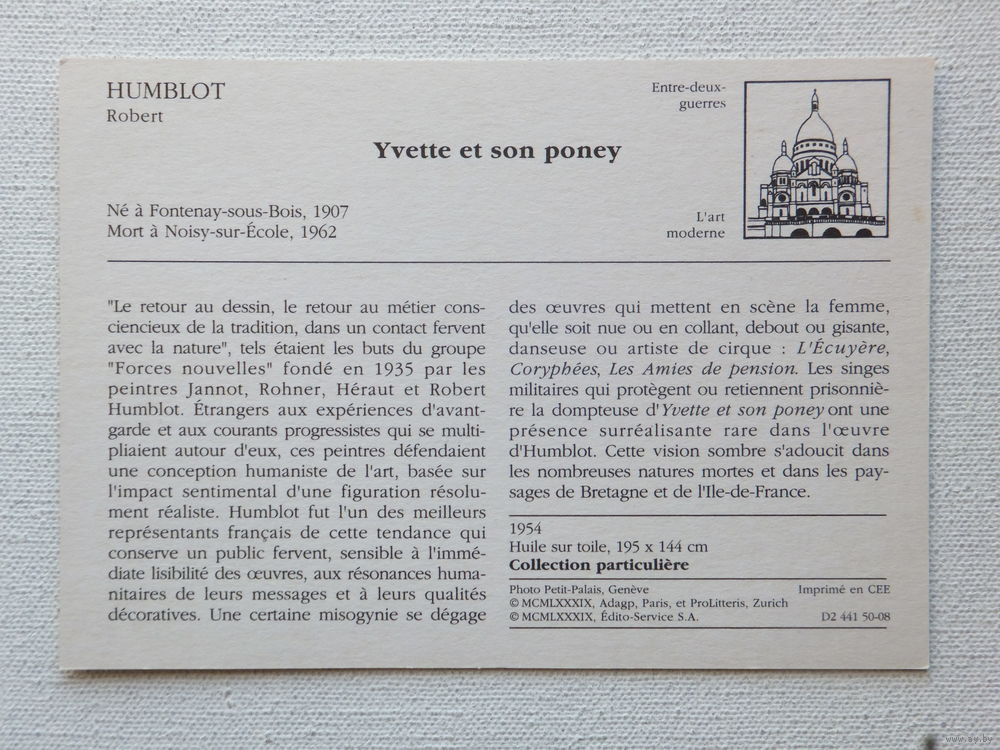 HUMBLOT
Robert
Entre-deux-
guerres
Yvette et son poney
Né à Fontenay-sous-Bois, 1907
Mort à Noisy-sur-École, 1962
L'art
moderne
"Le retour au dessin, le retour au métier cons-
ciencieux de la tradition, dans un contact fervent
avec la nature", tels étaient les buts du groupe
"Forces nouvelles" fondé en 1935 par les
peintres Jannot, Rohner, Héraut et Robert
Humblot. Étrangers aux expériences d'avant-
garde et aux courants progressistes qui se multi-
pliaient autour d'eux, ces peintres défendaient
une conception humaniste de l'art, basée sur
l'impact sentimental d'une figuration résolu-
ment réaliste. Humblot fut l'un des meilleurs
représentants français de cette tendance qui
conserve un public fervent, sensible à l'immé-
diate lisibilité des œuvres, aux résonances huma-
nitaires de leurs messages et à leurs qualités
décoratives. Une certaine misogynie se dégage
des œuvres qui mettent en scène la femme,
qu'elle soit nue ou en collant, debout ou gisante,
danseuse ou artiste de cirque : L'Écuyère,
Coryphées, Les Amies de pension. Les singes
militaires qui protègent ou retiennent prisonniè-
re la dompteuse d'Yvette et son poney ont une
présence surréalisante rare dans l'œuvre
d'Humblot. Cette vision sombre s'adoucit dans
les nombreuses natures mortes et dans les pay-
sages de Bretagne et de l'Ile-de-France.
1954
Huile sur toile, 195 x 144 cm
Collection particulière
Photo Petit-Palais, Genève
Imprimé en CEE
© MCMLXXXIX, Adagp, Paris, et ProLitteris, Zurich
© MCMLXXXIX, Édito-Service S.A.
D2 441 50-08
www.ay.by